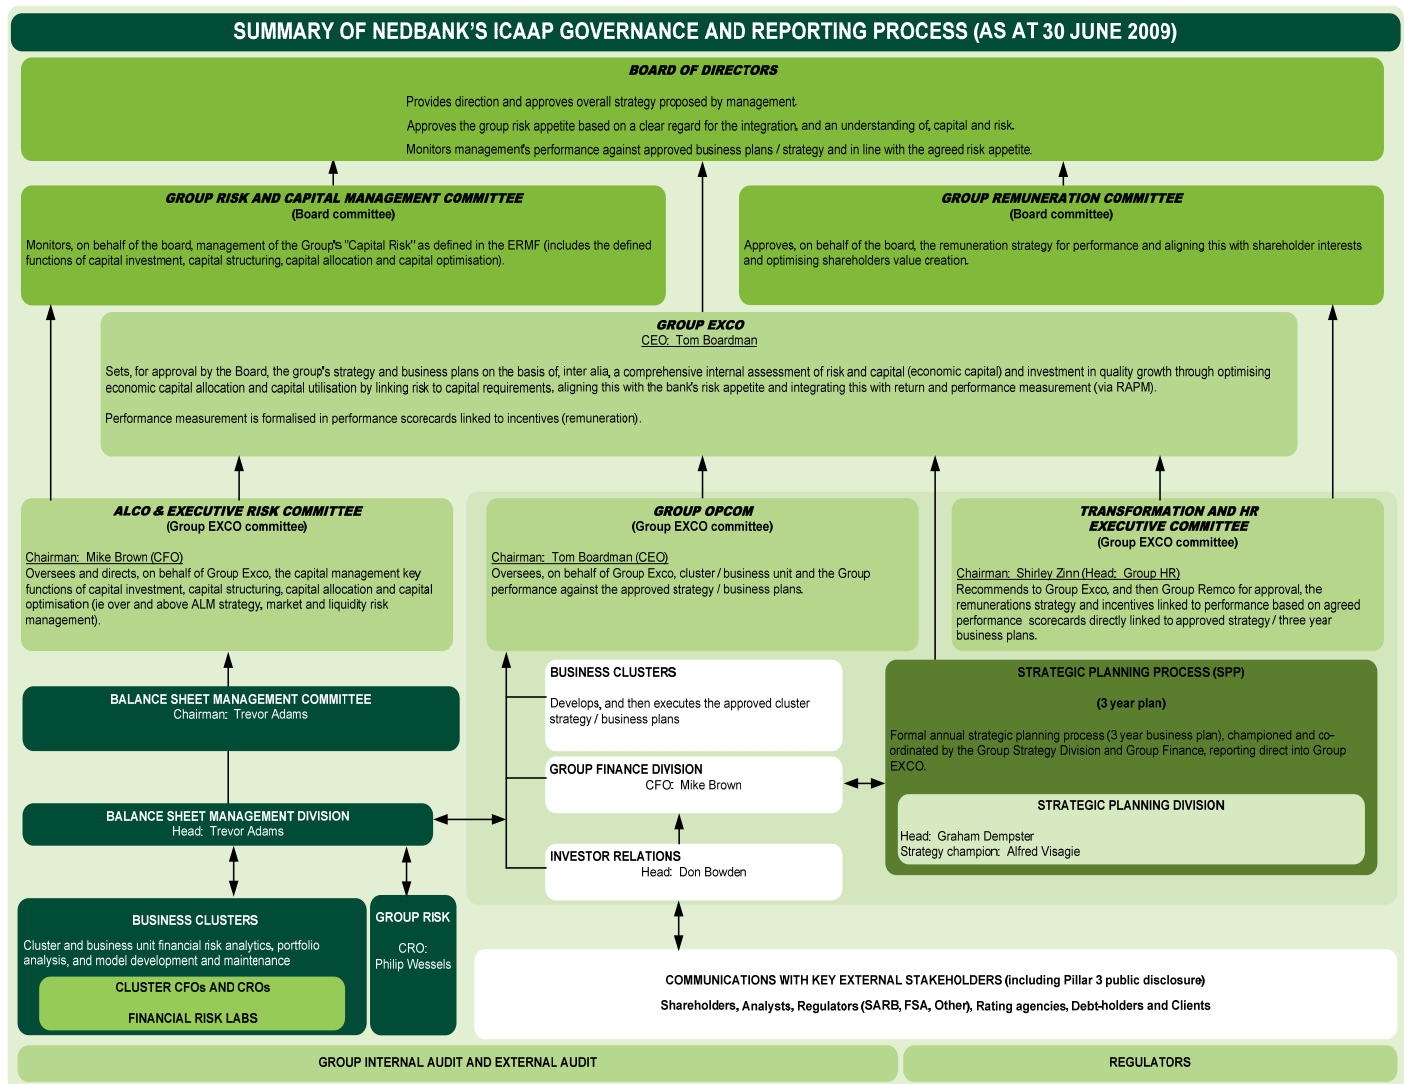 SUMMARY OF NEDBANK'S ICAAP GOVERNANCE AND REPORTING PROCESS (AS AT 30 JUNE 2009)
BOARD OF DIRECTORS
Provides direction and approves overall strategy proposed by management.
Approves the group risk appetite based on a clear regard for the integration, and an understanding of, capital and risk.
Monitors management's performance against approved business plans / strategy and in line with the agreed risk appetite.
GROUP RISK AND CAPITAL MANAGEMENT COMMITTEE
(Board committee)
Monitors, on behalf of the board, management of the Group's "Capital Risk" as defined in the ERMF (includes the defined
functions of capital investment, capital structuring, capital allocation and capital optimisation).
GROUP REMUNERATION COMMITTEE
(Board committee)
Approves, on behalf of the board, the remuneration strategy for performance and aligning this with shareholder interests
and optimising shareholders value creation.
GROUP EXCO
CEO: Tom Boardman
Sets, for approval by the Board, the group's strategy and business plans on the basis of, inter alia, a comprehensive internal assessment of risk and capital (economic capital) and investment in quality growth through optimising
economic capital allocation and capital utilisation by linking risk to capital requirements, aligning this with the bank's risk appetite and integrating this with return and performance measurement (via RAPM).
Performance measurement is formalised in performance scorecards linked to incentives (remuneration).
ALCO & EXECUTIVE RISK COMMITTEE
(Group EXCO committee)
Chairman: Mike Brown (CFO)
Oversees and directs, on behalf of Group Exco, the capital management key
functions of capital investment, capital structuring, capital allocation and capital
optimisation (ie over and above ALM strategy, market and liquidity risk
management).
GROUP OPCOM
(Group EXCO committee)
Chairman: Tom Boardman (CEO)
Oversees, on behalf of Group Exco, cluster / business unit and the Group
performance against the approved strategy / business plans.
TRANSFORMATION AND HR
EXECUTIVE COMMITTEE
(Group EXCO committee)
Chairman: Shirley Zinn (Head: Group HR)
Recommends to Group Exco, and then Group Remco for approval, the
remunerations strategy and incentives linked to performance based on agreed
performance scorecards directly linked to approved strategy / three year
business plans.
BALANCE SHEET MANAGEMENT COMMITTEE
Chairman: Trevor Adams
BUSINESS CLUSTERS
Develops, and then executes the approved cluster
strategy / business plans
STRATEGIC PLANNING PROCESS (SPP)
(3 year plan)
Formal annual strategic planning process (3 year business plan), championed and co-
ordinated by the Group Strategy Division and Group Finance, reporting direct into Group
EXCO.
GROUP FINANCE DIVISION
CFO: Mike Brown
STRATEGIC PLANNING DIVISION
Head: Graham Dempster
Strategy champion: Alfred Visagie
BALANCE SHEET MANAGEMENT DIVISION
Head: Trevor Adams
INVESTOR RELATIONS
Head: Don Bowden
BUSINESS CLUSTERS
Cluster and business unit financial risk analytics, portfolio
analysis, and model development and maintenance
CLUSTER CFOs AND CROs
FINANCIAL RISK LABS
GROUP RISK
CRO:
Philip Wessels
COMMUNICATIONS WITH KEY EXTERNAL STAKEHOLDERS (including Pillar 3 public disclosure)
Shareholders, Analysts, Regulators (SARB, FSA, Other), Rating agencies, Debt-holders and Clients
GROUP INTERNAL AUDIT AND EXTERNAL AUDIT
REGULATORS